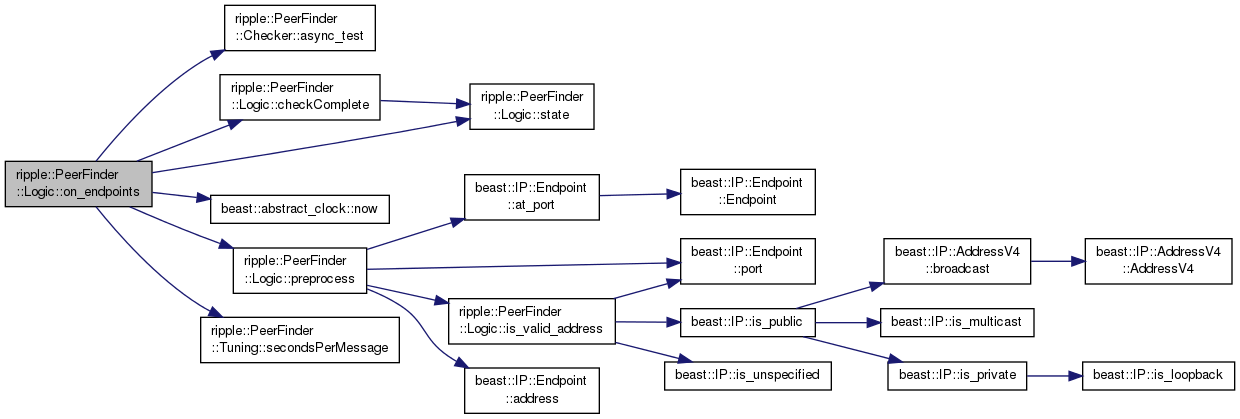 ripple::PeerFinder
::Logic::on_endpoints
ripple::PeerFinder
::Checker::async_test
ripple::PeerFinder
::Logic::checkComplete
ripple::PeerFinder
::Logic::state
beast::abstract_clock::now
ripple::PeerFinder
::Logic::preprocess
ripple::PeerFinder
::Tuning::secondsPerMessage
beast::IP::Endpoint
::at_port
beast::IP::Endpoint
::Endpoint
beast::IP::Endpoint
::port
ripple::PeerFinder
::Logic::is_valid_address
beast::IP::Endpoint
::address
beast::IP::is_public
beast::IP::is_unspecified
beast::IP::AddressV4
::broadcast
beast::IP::AddressV4
::AddressV4
beast::IP::is_multicast
beast::IP::is_private
beast::IP::is_loopback